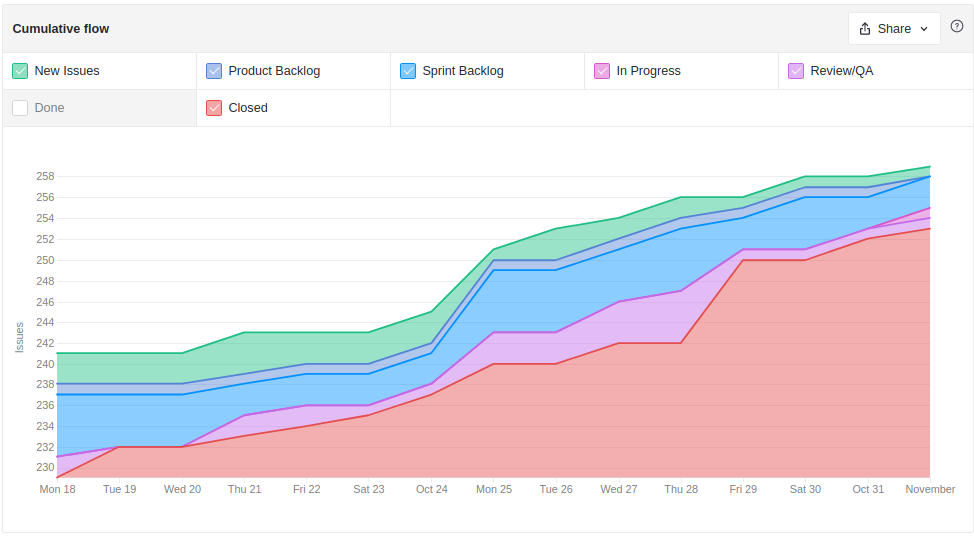 Cumulative flow
Share
?
New Issues
Product Backlog
Sprint Backlog
In Progress
Review/QA
Done
Closed
Issues
258
256
254
252
250
248
246
244
242
240
238
236
234
232
230
Mon 18
Tue 19
Wed 20
Thu 21
Fri 22
Sat 23
Oct 24
Mon 25
Tue 26
Wed 27
Thu 28
Fri 29
Sat 30
Oct 31
November